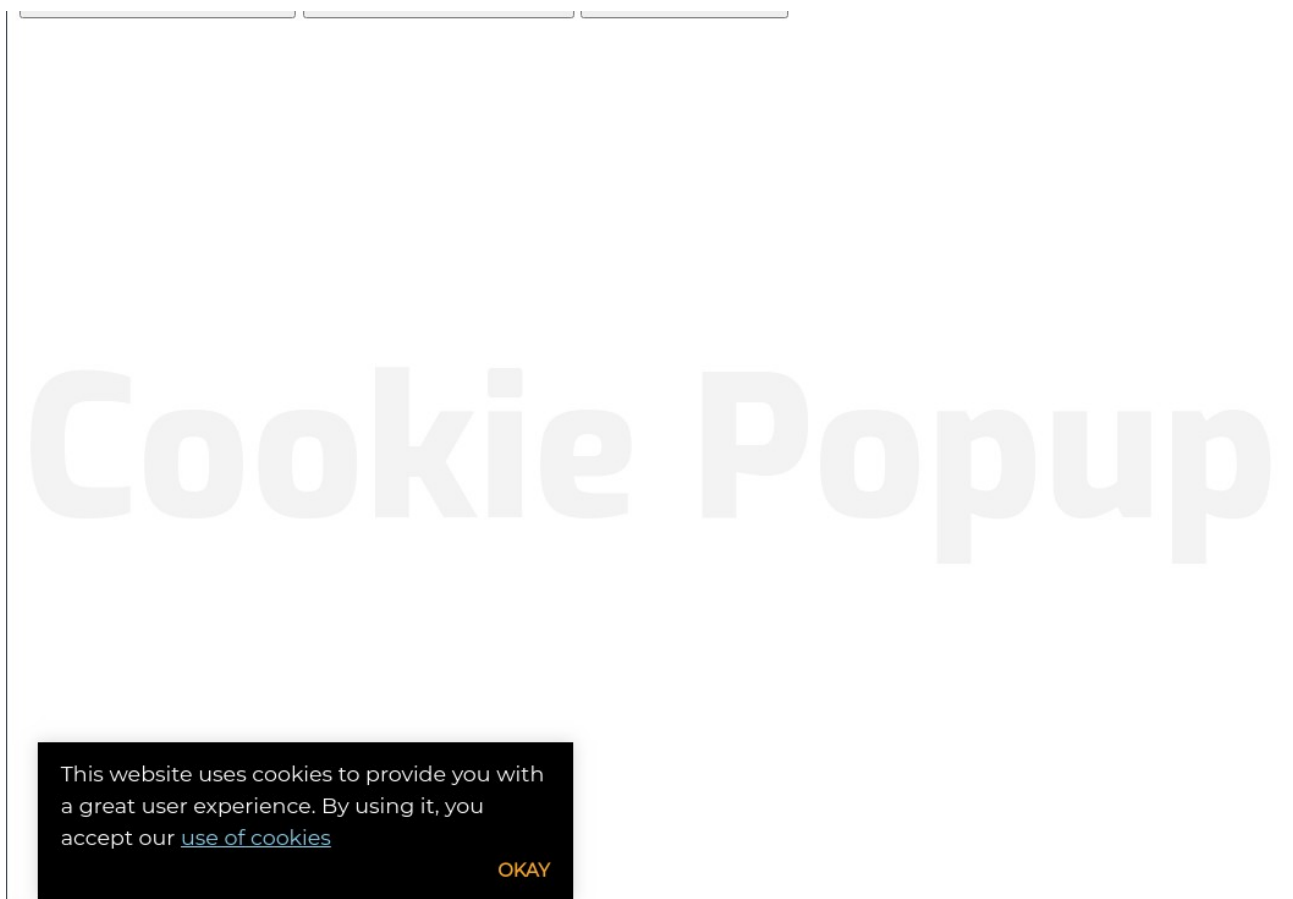 Cookie Popup
This website uses cookies to provide you with
a great user experience. By using it, you
accept our use of cookies
OKAY